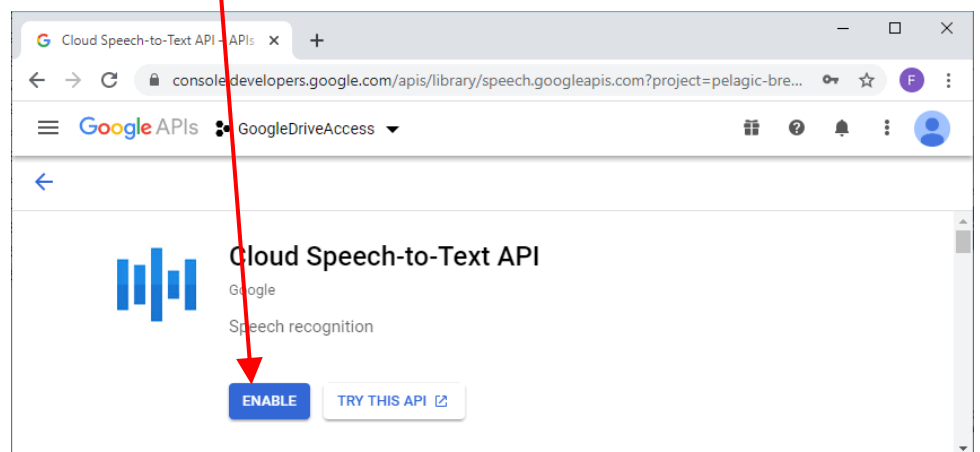 Cloud Speech-to-Text API - APIs
console.developers.google.com/apis/library/speech.googleapis.com?project=pelagic-bre...
F
Google APIs GoogleDriveAccess
Cloud Speech-to-Text API
Google
Speech recognition
ENABLE TRY THIS API